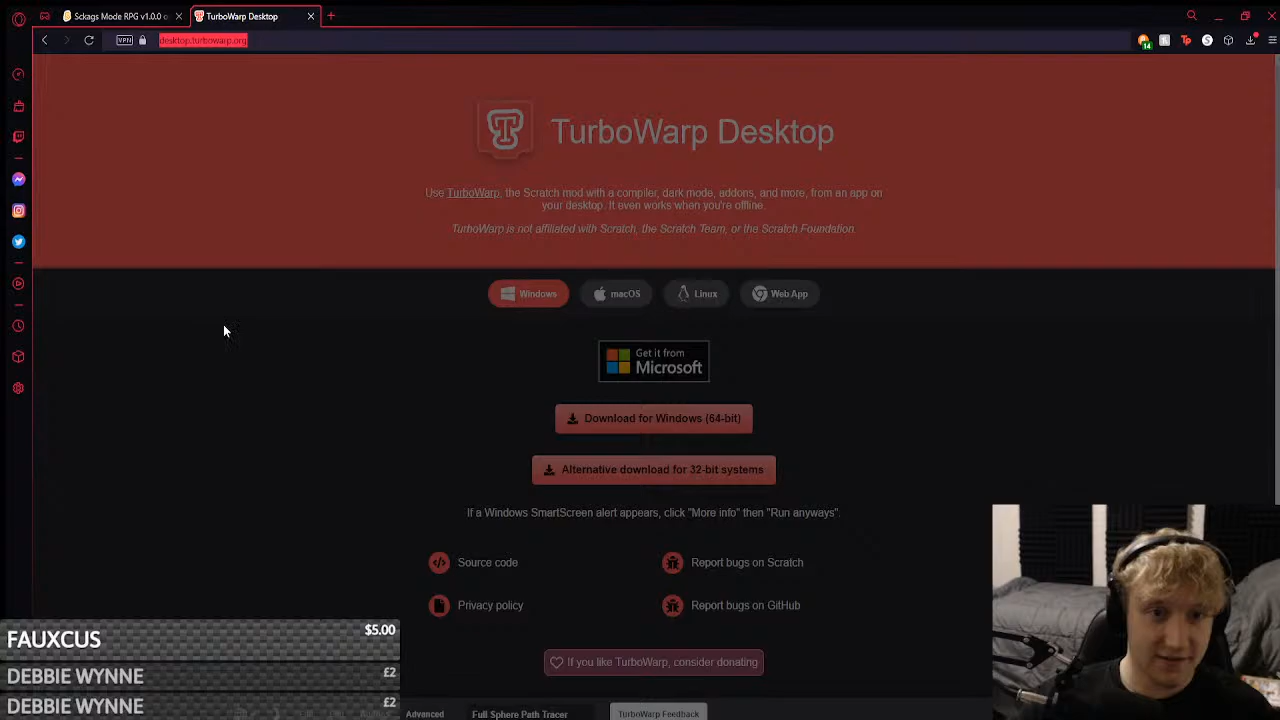 Sckags Mode RPG v1.0.0 o
TurboWarp Desktop
VPN
desktop.turbowarp.org
14
TurboWarp Desktop
Use TurboWarp, the Scratch mod with a compiler, dark mode, addons, and more, from an app on
your desktop. It even works when you're offline.
TurboWarp is not affiliated with Scratch, the Scratch Team, or the Scratch Foundation.
Windows
macOS
Linux
Web App
Get it from
Microsoft
Download for Windows (64-bit)
Alternative download for 32-bit systems
If a Windows SmartScreen alert appears, click "More info" then "Run anyways".
Source code
Report bugs on Scratch
Privacy policy
Report bugs on GitHub
If you like TurboWarp, consider donating
FAUXCUS $5.00
DEBBIE WYNNE £2
DEBBIE WYNNE £2
Advanced
Full Sphere Path Tracer
TurboWarp Feedback